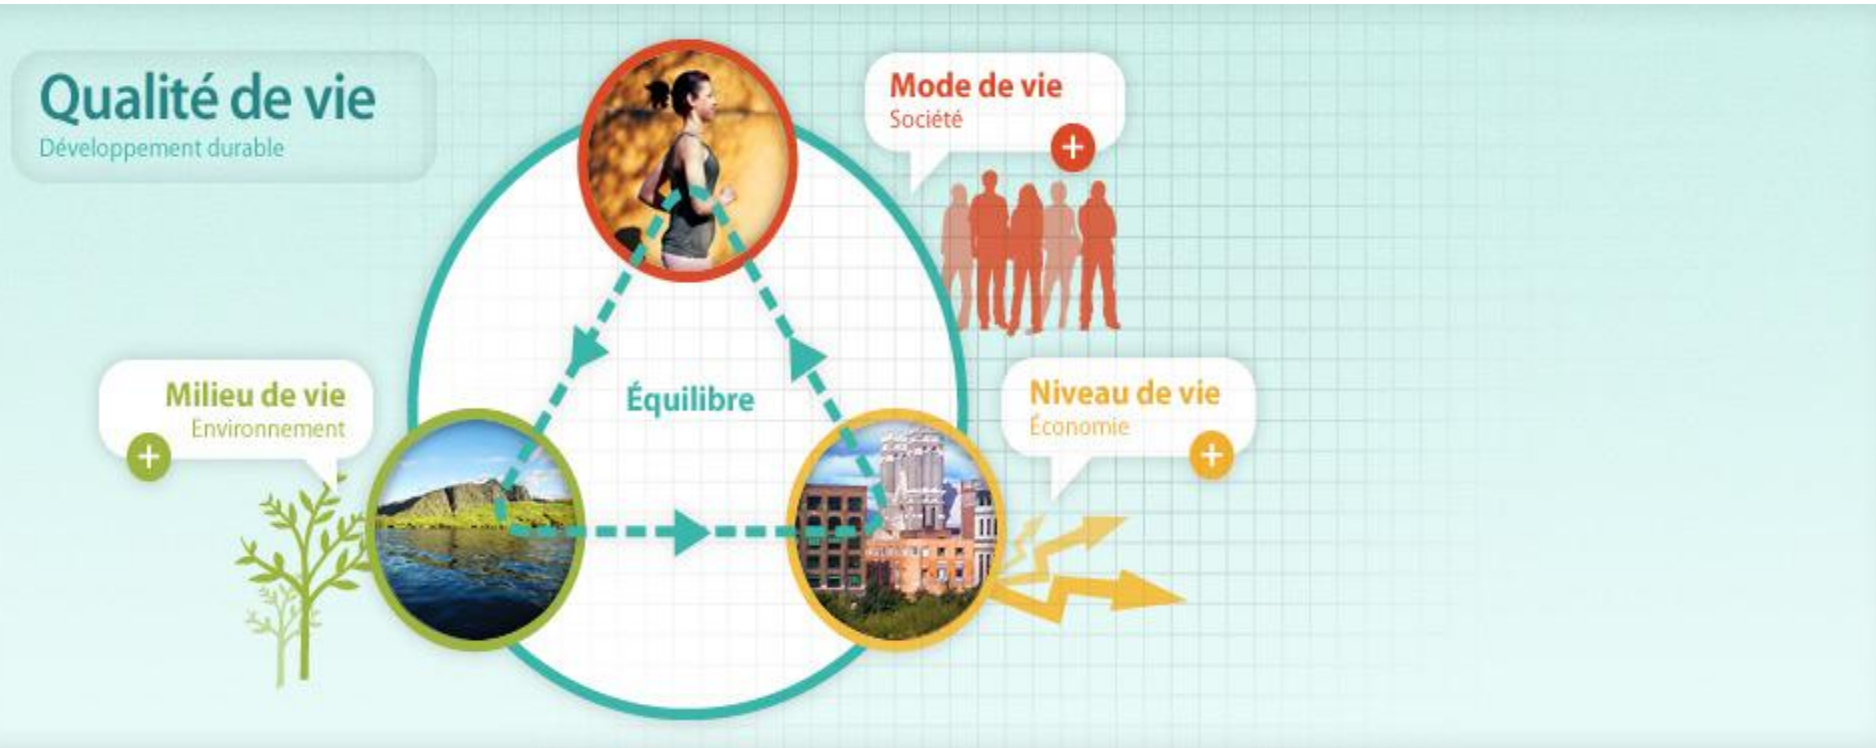 Qualité de vie
Développement durable
Mode de vie
Société
+
Équilibre
Milieu de vie
Environnement
+
Niveau de vie
Économie
+